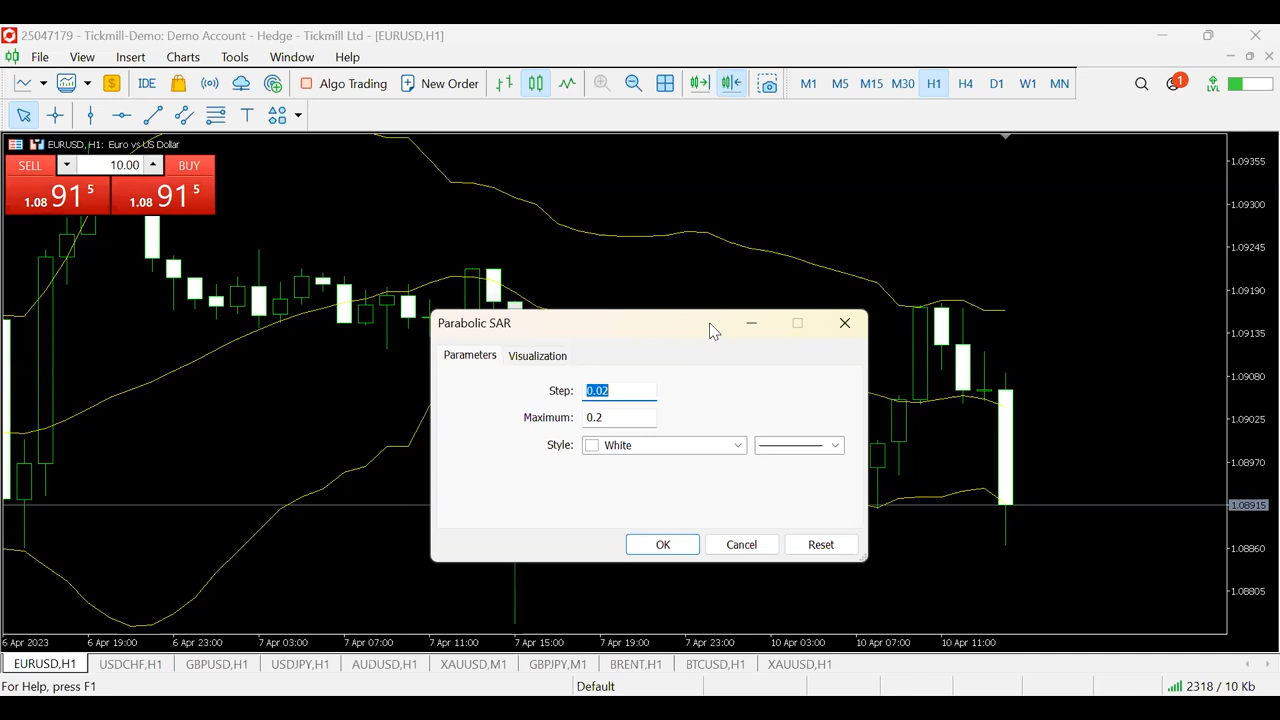 25047179 - Tickmill-Demo: Demo Account - Hedge - Tickmill Ltd - [EURUSD,H1]
File View Insert Charts Tools Window Help
IDE Algo Trading New Order M1 M5 M15 M30 H1 H4 D1 W1 MN 1 LVL
T
EURUSD, H1: Euro vs US Dollar
SELL 10.00 BUY
1.08 91 5 1.08 91 5
1.09355
1.09300
1.09245
1.09190
1.09135
1.09080
1.09025
1.08970
1.08915
1.08860
1.08805
Parabolic SAR
Parameters Visualization
Step: 0.02
Maximum: 0.2
Style: White
OK Cancel Reset
6 Apr 2023 6 Apr 19:00 6 Apr 23:00 7 Apr 03:00 7 Apr 07:00 7 Apr 11:00 7 Apr 15:00 7 Apr 19:00 7 Apr 23:00 10 Apr 03:00 10 Apr 07:00 10 Apr 11:00
EURUSD,H1 USDCHF,H1 GBPUSD,H1 USDJPY,H1 AUDUSD,H1 XAUUSD,M1 GBPJPY,M1 BRENT,H1 BTCUSD,H1 XAUUSD,H1
For Help, press F1 Default 2318 / 10 Kb